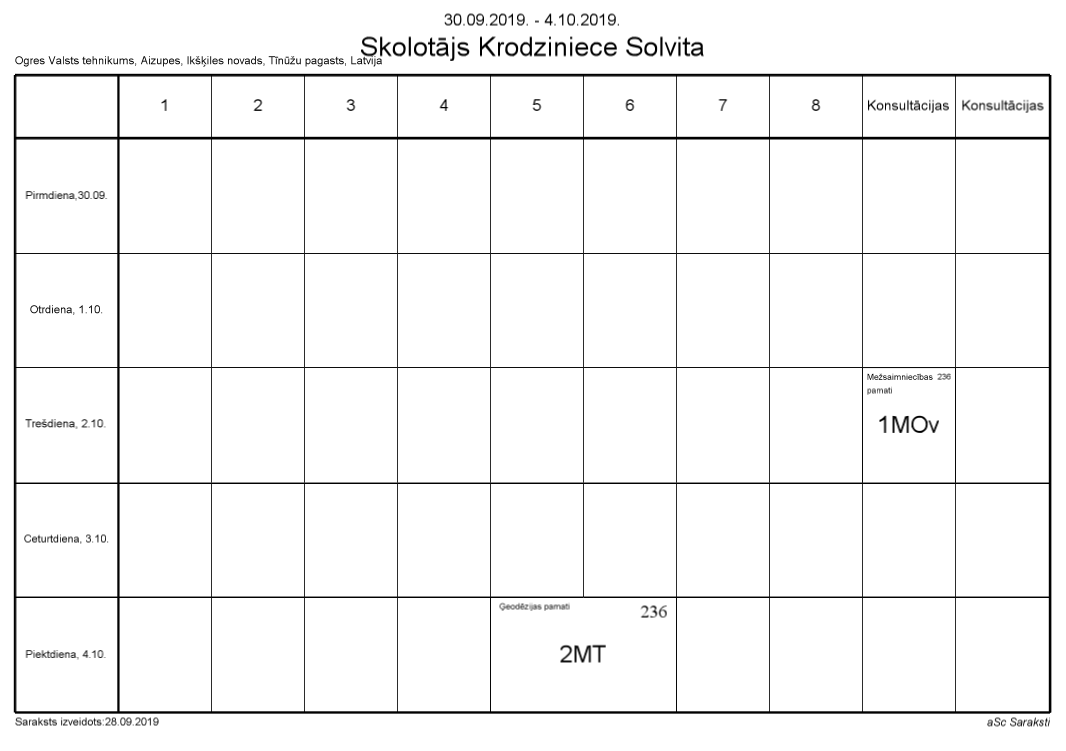 30.09.2019. - 4.10.2019.
Skolotājs Krodziniece Solvita
Ogres Valsts tehnikums, Aizupes, Ikšķiles novads, Tīnūžu pagasts, Latvija
1 2 3 4 5 6 7 8 Konsultācijas Konsultācijas
Pirmdiena,30.09.
Otrdiena, 1.10.
Mežsaimniecības 236
pamati
Trešdiena, 2.10. 1MOv
Ceturtdiena, 3.10.
Ģeodēzijas pamati 236
Piektdiena, 4.10. 2MT
Saraksts izveidots:28.09.2019 aSc Saraksti